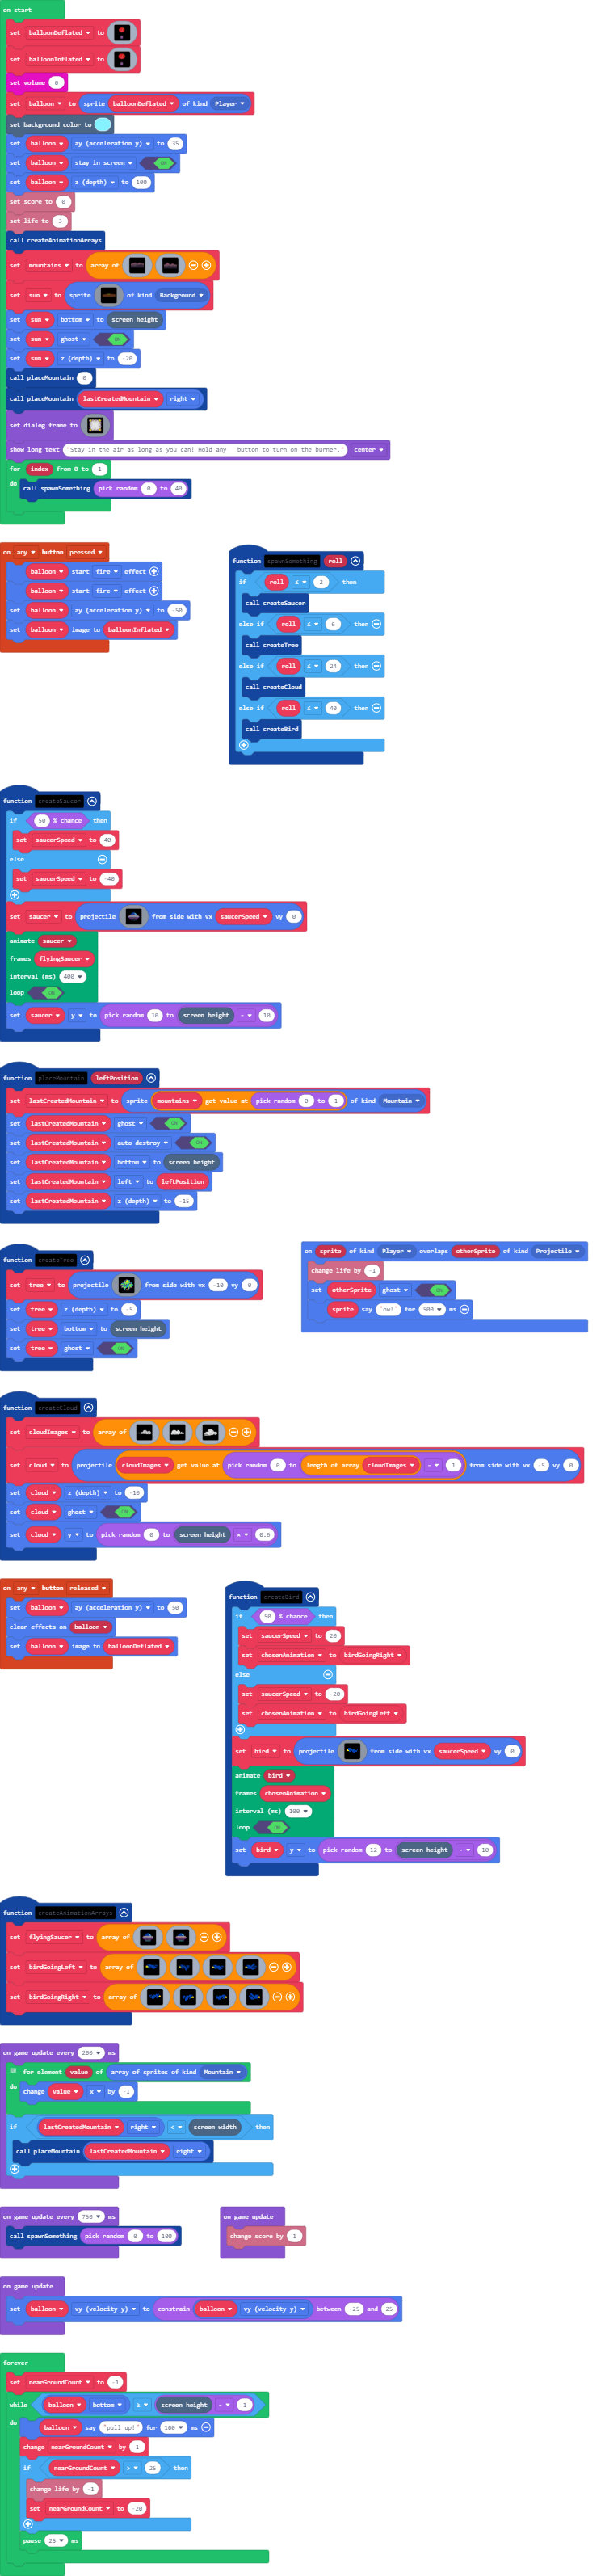 on start
set balloonDeflated to
set balloonInflated to
set volume 0
set balloon to sprite balloonDeflated of kind Player
set background color to
set balloon ay (acceleration y) to 35
set balloon stay in screen ON
set balloon z (depth) to 100
set score to 0
set life to 3
call createAnimationArrays
set mountains to array of
set sun to sprite of kind Background
set sun bottom to screen height
set sun ghost ON
set sun z (depth) to -20
call placeMountain 0
call placeMountain lastCreatedMountain right
set dialog frame to
show long text "Stay in the air as long as you can! Hold any button to turn on the burner." center
for index from 0 to 1
do call spawnSomething pick random 0 to 40
on any button pressed
balloon start fire effect
balloon start fire effect
set balloon ay (acceleration y) to -50
set balloon image to balloonInflated
function spawnSomething roll
if roll ≤ 2 then
call createSaucer
else if roll ≤ 6 then
call createTree
else if roll ≤ 24 then
call createCloud
else if roll ≤ 40 then
call createBird
function createSaucer
if 50 % chance then
set saucerSpeed to 40
else
set saucerSpeed to -40
set saucer to projectile from side with vx saucerSpeed vy 0
animate saucer
frames flyingSaucer
interval (ms) 400
loop ON
set saucer y to pick random 10 to screen height - 10
function placeMountain leftPosition
set lastCreatedMountain to sprite mountains get value at pick random 0 to 1 of kind Mountain
set lastCreatedMountain ghost ON
set lastCreatedMountain auto destroy ON
set lastCreatedMountain bottom to screen height
set lastCreatedMountain left to leftPosition
set lastCreatedMountain z (depth) to -15
function createTree
set tree to projectile from side with vx -10 vy 0
set tree z (depth) to -5
set tree bottom to screen height
set tree ghost ON
on sprite of kind Player overlaps otherSprite of kind Projectile
change life by -1
set otherSprite ghost ON
sprite say "ow!" for 500 ms
function createCloud
set cloudImages to array of
set cloud to projectile cloudImages get value at pick random 0 to length of array cloudImages - 1 from side with vx -5 vy 0
set cloud z (depth) to -10
set cloud ghost ON
set cloud y to pick random 0 to screen height × 0.6
on any button released
set balloon ay (acceleration y) to 50
clear effects on balloon
set balloon image to balloonDeflated
function createBird
if 50 % chance then
set saucerSpeed to 20
set chosenAnimation to birdGoingRight
else
set saucerSpeed to -20
set chosenAnimation to birdGoingLeft
set bird to projectile from side with vx saucerSpeed vy 0
animate bird
frames chosenAnimation
interval (ms) 100
loop ON
set bird y to pick random 12 to screen height - 10
function createAnimationArrays
set flyingSaucer to array of
set birdGoingLeft to array of
set birdGoingRight to array of
on game update every 200 ms
for element value of array of sprites of kind Mountain
do change value x by -1
if lastCreatedMountain right < screen width then
call placeMountain lastCreatedMountain right
on game update every 750 ms
call spawnSomething pick random 0 to 100
on game update
change score by 1
on game update
set balloon vy (velocity y) to constrain balloon vy (velocity y) between -25 and 25
forever
set nearGroundCount to -1
while balloon bottom ≥ screen height - 1
do balloon say "pull up!" for 100 ms
change nearGroundCount by 1
if nearGroundCount > 25 then
change life by -1
set nearGroundCount to -20
pause 25 ms